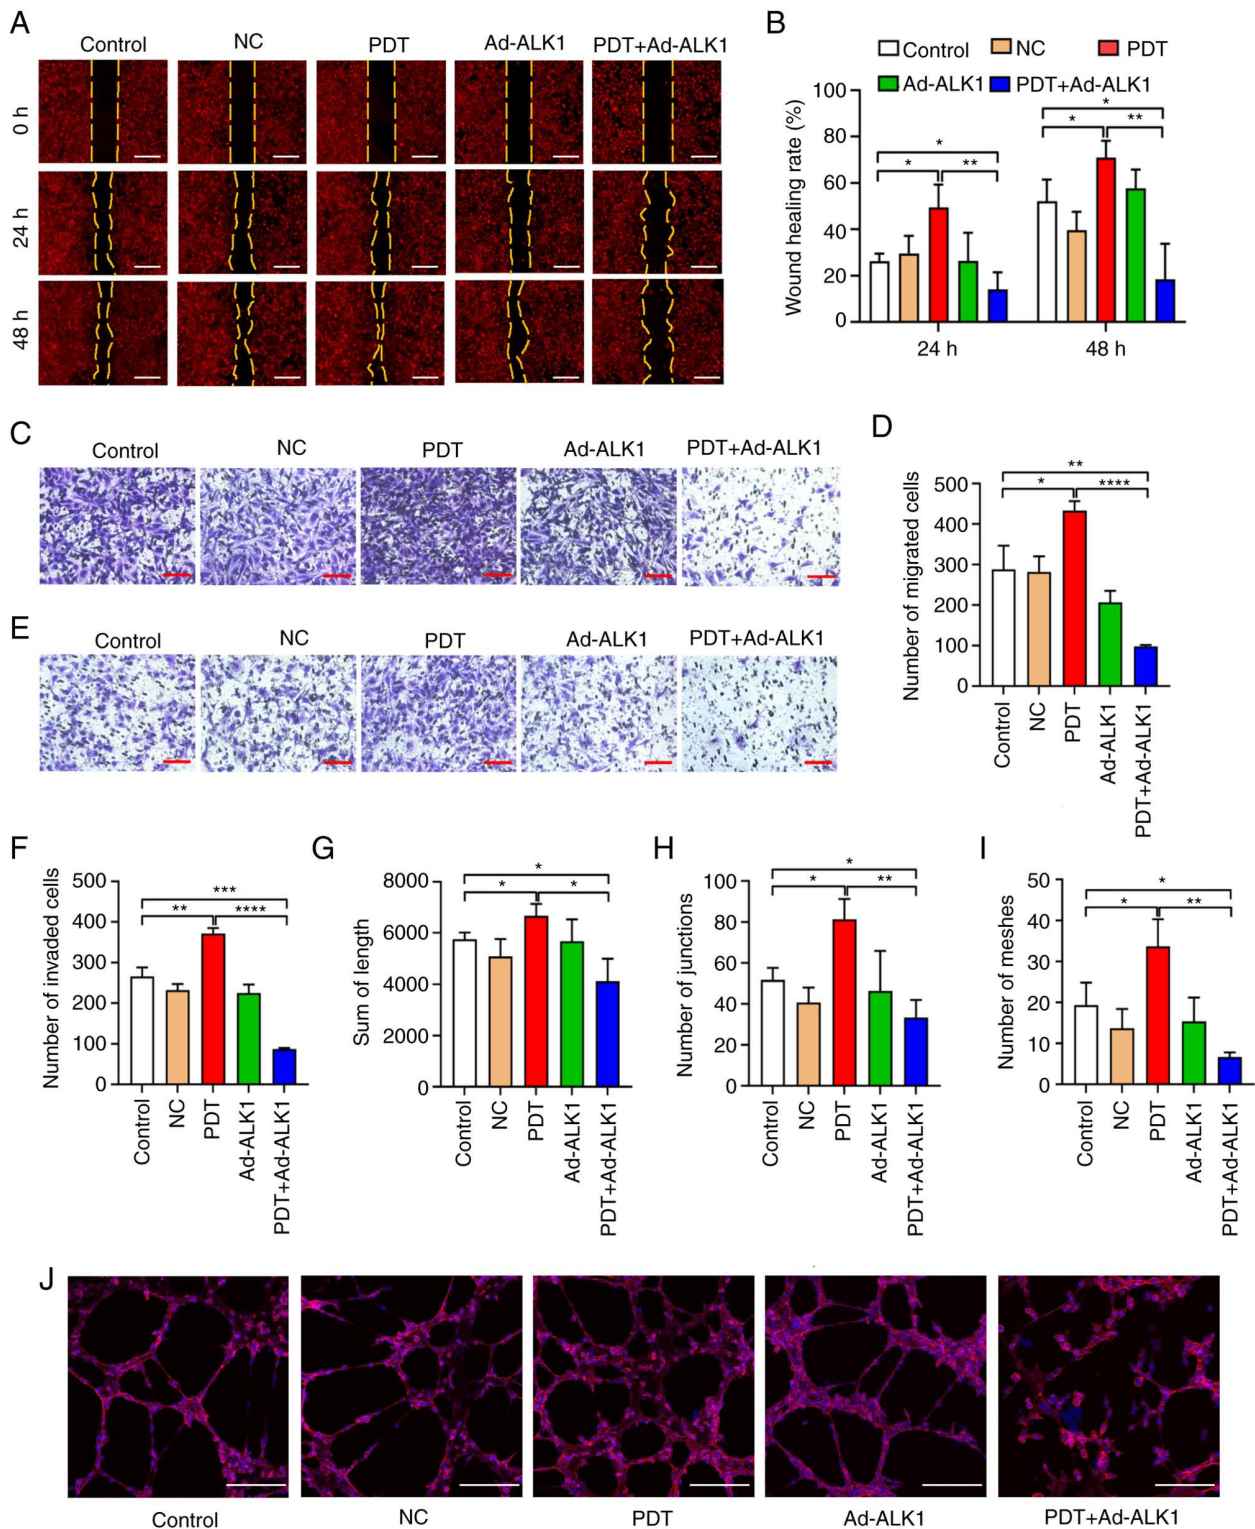 A
Control
NC
PDT
Ad-ALK1
PDT+Ad-ALK1
0 h
24 h
48 h
B
Control
NC
PDT
Ad-ALK1
PDT+Ad-ALK1
Wound healing rate (%)
100
80
60
40
20
0
*
*
**
*
*
**
24 h
48 h
C
Control
NC
PDT
Ad-ALK1
PDT+Ad-ALK1
D
Number of migrated cells
500
400
300
200
100
0
**
*
****
Control
NC
PDT
Ad-ALK1
PDT+Ad-ALK1
E
Control
NC
PDT
Ad-ALK1
PDT+Ad-ALK1
F
Number of invaded cells
500
400
300
200
100
0
***
**
****
Control
NC
PDT
Ad-ALK1
PDT+Ad-ALK1
G
Sum of length
8000
6000
4000
2000
0
*
*
*
Control
NC
PDT
Ad-ALK1
PDT+Ad-ALK1
H
Number of junctions
100
80
60
40
20
0
*
*
**
Control
NC
PDT
Ad-ALK1
PDT+Ad-ALK1
I
Number of meshes
50
40
30
20
10
0
*
*
**
Control
NC
PDT
Ad-ALK1
PDT+Ad-ALK1
J
Control
NC
PDT
Ad-ALK1
PDT+Ad-ALK1